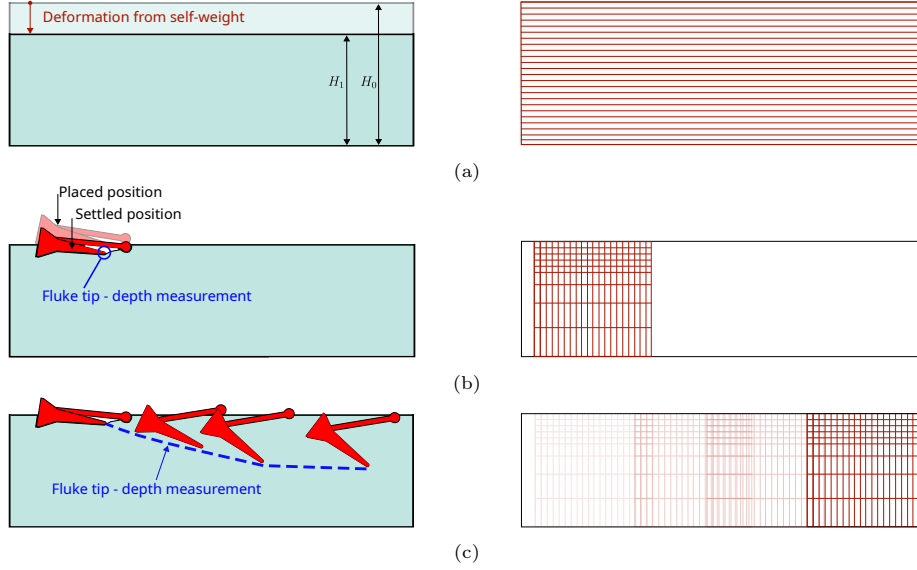 Deformation from self-weight
H1 H0
(a)
Placed position
Settled position
Fluke tip - depth measurement
(b)
Fluke tip - depth measurement
(c)